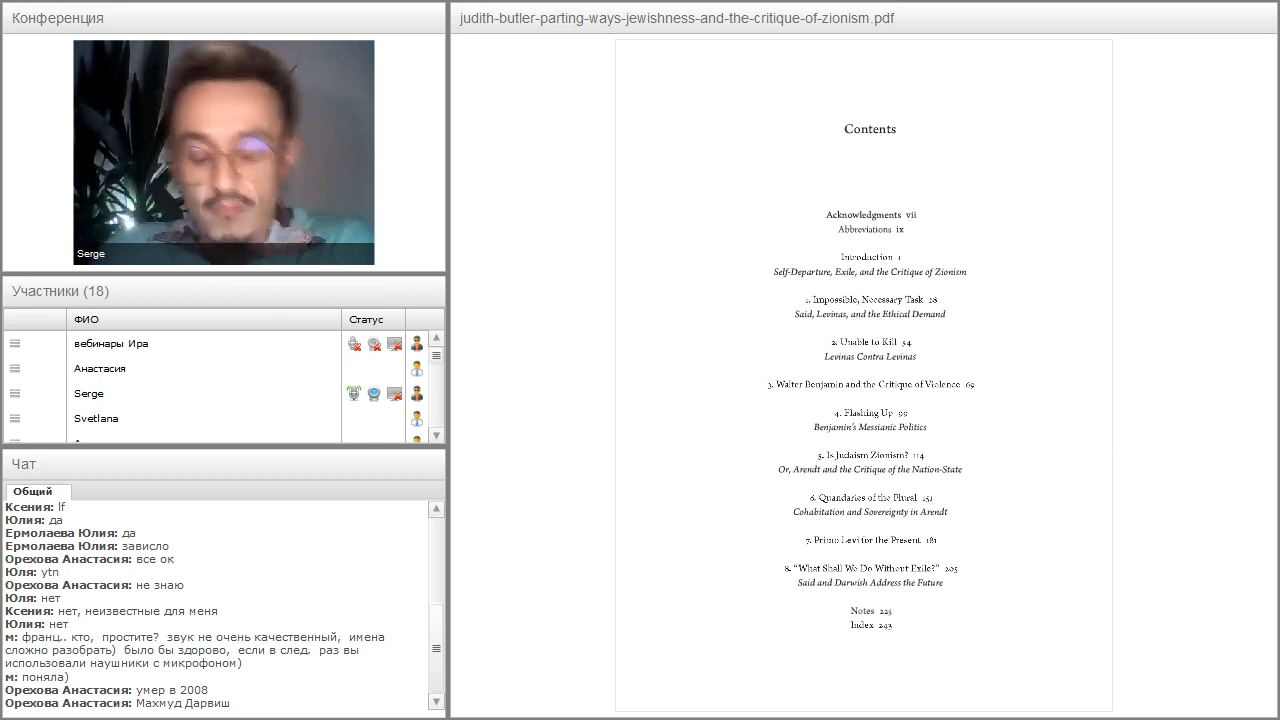 Конференция
Serge
Участники (18)
ФИО
Статус
вебинары Ира
Анастасия
Serge
Svetlana
Чат
Общий
Ксения: lf
Юлия: да
Ермолаева Юлия: да
Ермолаева Юлия: зависло
Орехова Анастасия: все ок
Юля: ytn
Орехова Анастасия: не знаю
Юля: нет
Ксения: нет, неизвестные для меня
Юлия: нет
м: франц.. кто, простите? звук не очень качественный, имена
сложно разобрать) было бы здорово, если в след. раз вы
использовали наушники с микрофоном)
м: поняла)
Орехова Анастасия: умер в 2008
Орехова Анастасия: Махмуд Дарвиш
judith-butler-parting-ways-jewishness-and-the-critique-of-zionism.pdf
Contents
Acknowledgments vii
Abbreviations ix
Introduction 1
Self-Departure, Exile, and the Critique of Zionism
1. Impossible, Necessary Task 28
Said, Levinas, and the Ethical Demand
2. Unable to Kill 54
Levinas Contra Levinas
3. Walter Benjamin and the Critique of Violence 69
4. Flashing Up 99
Benjamin's Messianic Politics
5. Is Judaism Zionism? 114
Or, Arendt and the Critique of the Nation-State
6. Quandaries of the Plural 151
Cohabitation and Sovereignty in Arendt
7. Primo Levi for the Present 181
8. "What Shall We Do Without Exile?" 205
Said and Darwish Address the Future
Notes 225
Index 243